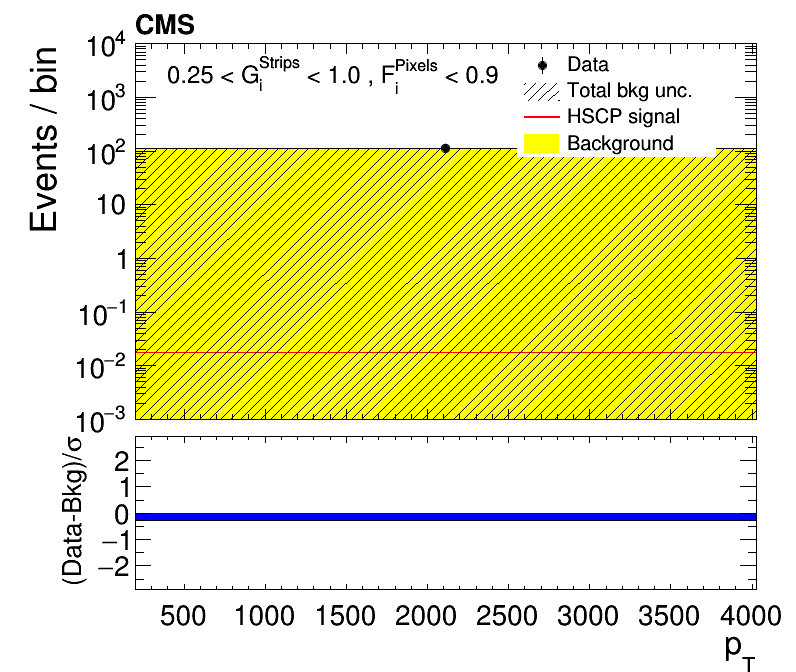 CMS
Events / bin
10⁴
10³
10²
10
1
10⁻¹
10⁻²
10⁻³
0.25 < G_i^Strips < 1.0 , F_i^Pixels < 0.9
Data
Total bkg unc.
HSCP signal
Background
(Data-Bkg)/σ
2
1
0
−1
−2
500 1000 1500 2000 2500 3000 3500 4000
p_T